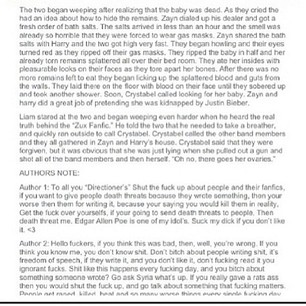 The two began weeping after realizing that the baby was dead. As they cried the
had an idea about how to hide the remains. Zayn dialed up his dealer and got a
fresh order of bath salts. The salts arrived in less than an hour and the smell was
already so horrible that they were forced to wear gas masks. Zayn shared the bath
salts with Harry and the two got high very fast. They began howling and their eyes
turned red as they ripped off their gas masks. They ripped the baby in half and her
already torn remains splattered all over their bed room. They ate her insides with
pleasurable looks on their faces as they tore apart her bones. After there was no
more remains left to eat they began licking up the splattered blood and guts from
the walls. They laid there on the floor with blood on their face until they sobered up
and took another shower. Soon, Crystabel called looking for her baby. Zayn and
harry did a great job of pretending she was kidnapped by Justin Bieber.
Liam stared at the two and began weeping even harder when he heard the real
truth behind the "Zux Fanfic." He told the two that he needed to take a breather,
and quickly ran outside to call Crystabel. Crystabel called the other band members
and they all gathered in Zayn and Harry's house. Crystabel said that they were
forgiven, but it was obvious that she was just lying when she pulled out a gun and
shot all of the band members and then herself. "Oh no, there goes her ovaries."
AUTHORS NOTE:
Author 1: To all you "Directioner's" Shut the fuck up about people and their fanfics,
if you want to give people death threats because they wrote something, then your
worse then them for writing it, because your saying you would kill them in reality.
Get the fuck over yourselfs, if your going to send death threats to people. Then
death threat me. Edgar Allen Poe is one of my idol's. Suck my dick if you don't like
it. <3
Author 2: Hello fuckers, if you think this was bad, then, well, you're wrong. If you
think you know me, you don't know shit. Don't bitch about people writing shit, it's
freedom of speech, if they write it, and you don't like it, don't fucking read it you
ignorant fucks. Shit like this happens every fucking day, and you bitch about
something someone wrote? Go ask Syria what's up. If you really gave a rats ass
then you would shut the fuck up, and go talk about something that fucking matters.
People get raped, killed, beat and so many worse things every single fucking day